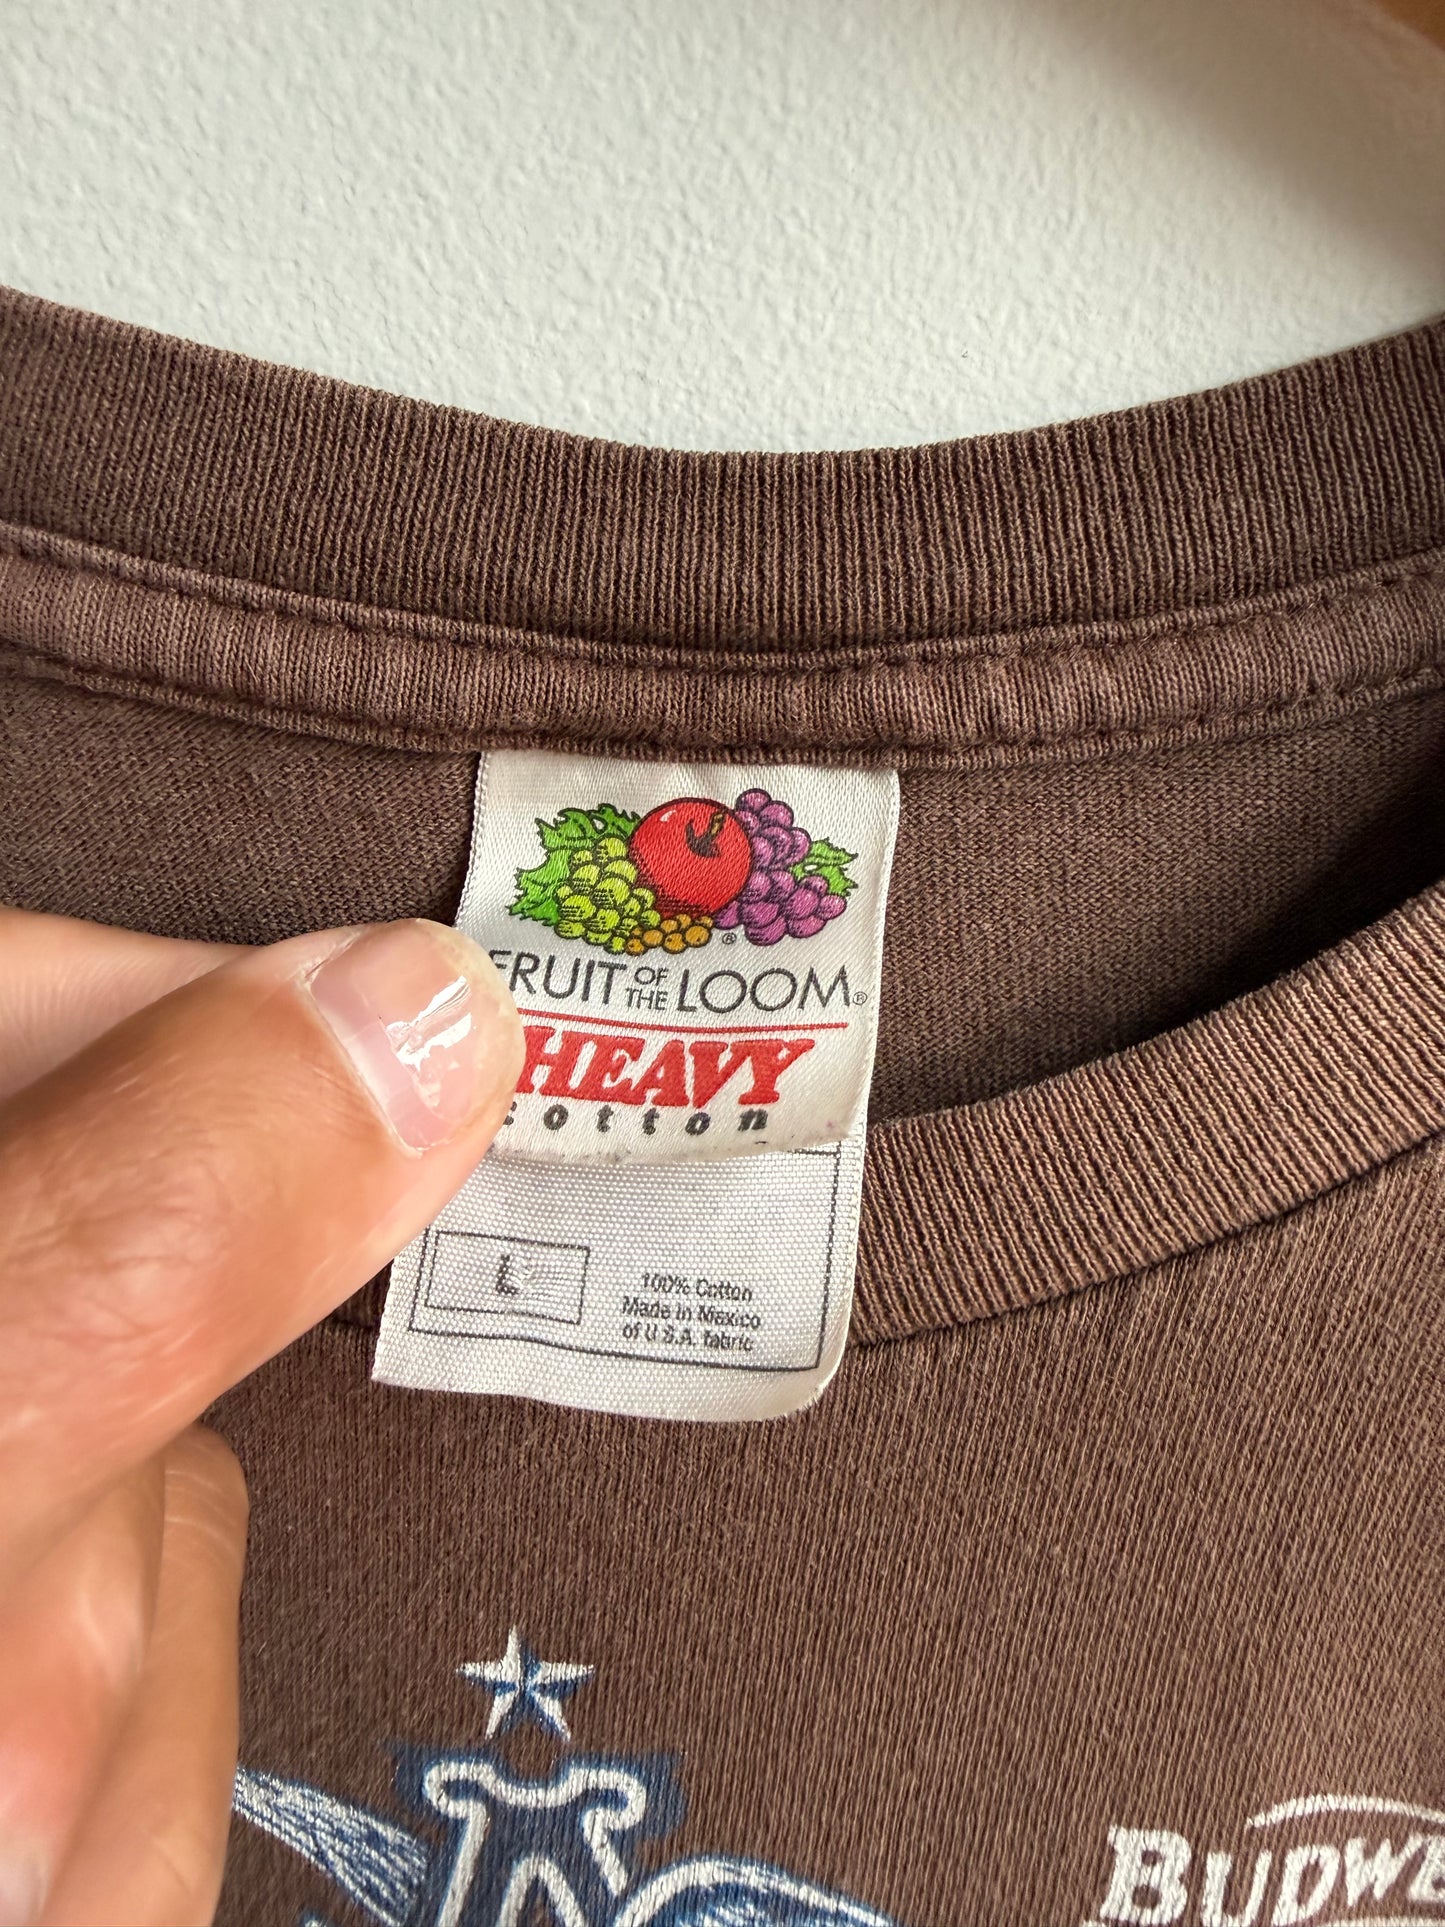 FRUIT OF THE LOOM®
HEAVY
cotton
L
100% Cotton
Made in Mexico
of U.S.A. fabric
BUDWE